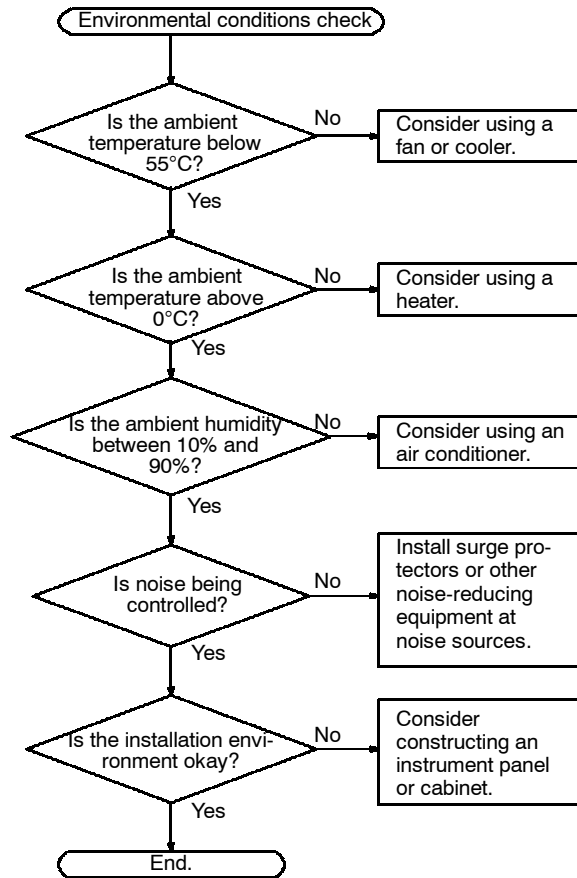 Environmental conditions check
Is the ambient
temperature below
55°C?
No
Consider using a
fan or cooler.
Yes
Is the ambient
temperature above
0°C?
No
Consider using a
heater.
Yes
Is the ambient humidity
between 10% and
90%?
No
Consider using an
air conditioner.
Yes
Is noise being
controlled?
No
Install surge pro-
tectors or other
noise-reducing
equipment at
noise sources.
Yes
Is the installation envi-
ronment okay?
No
Consider
constructing an
instrument panel
or cabinet.
Yes
End.